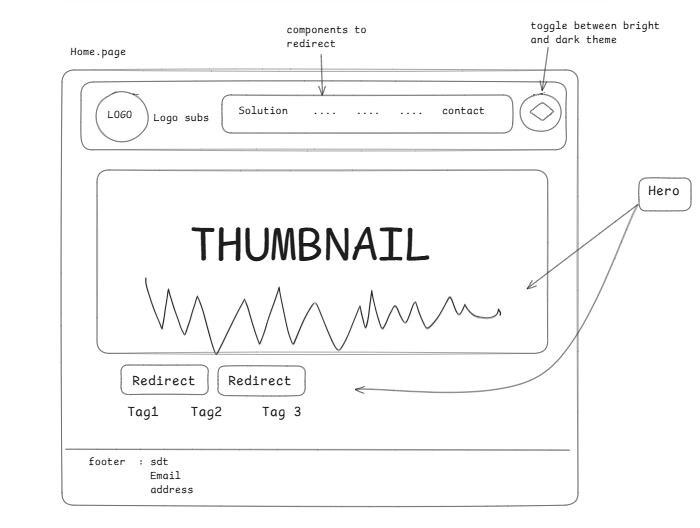 components to
redirect
toggle between bright
and dark theme
Home.page
LOGO
Logo subs
Solution .... .... .... contact
Hero
THUMBNAIL
Redirect Redirect
Tag1 Tag2 Tag 3
footer : sdt
Email
address